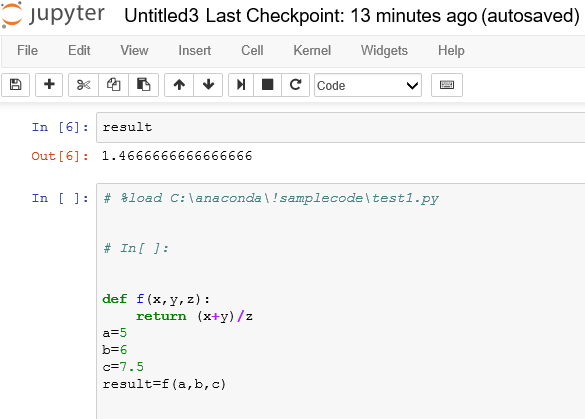 jupyter Untitled3 Last Checkpoint: 13 minutes ago (autosaved)
File Edit View Insert Cell Kernel Widgets Help
Code
In [6]: result
Out[6]: 1.4666666666666666
In [ ]: # %load C:\anaconda\!samplecode\test1.py
# In[ ]:
def f(x,y,z):
    return (x+y)/z
a=5
b=6
c=7.5
result=f(a,b,c)